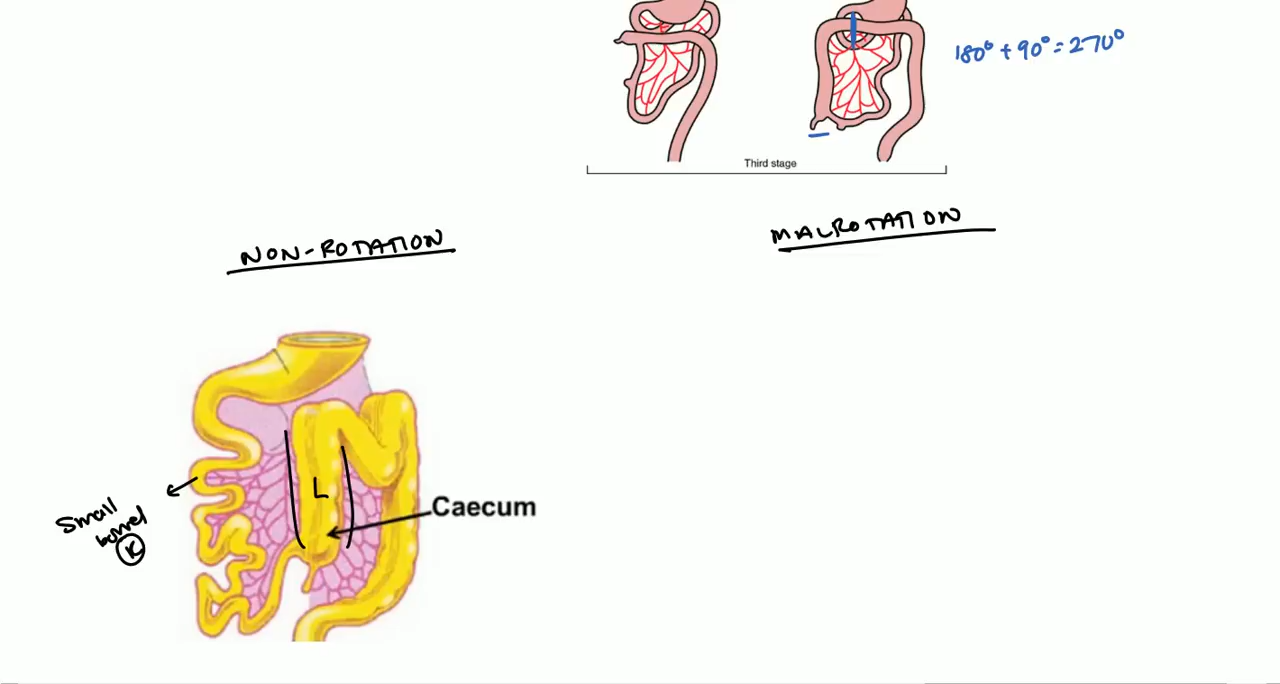 180° + 90° = 270°
Third stage
NON-ROTATION
MALROTATION
L
Caecum
Small
bowel
R